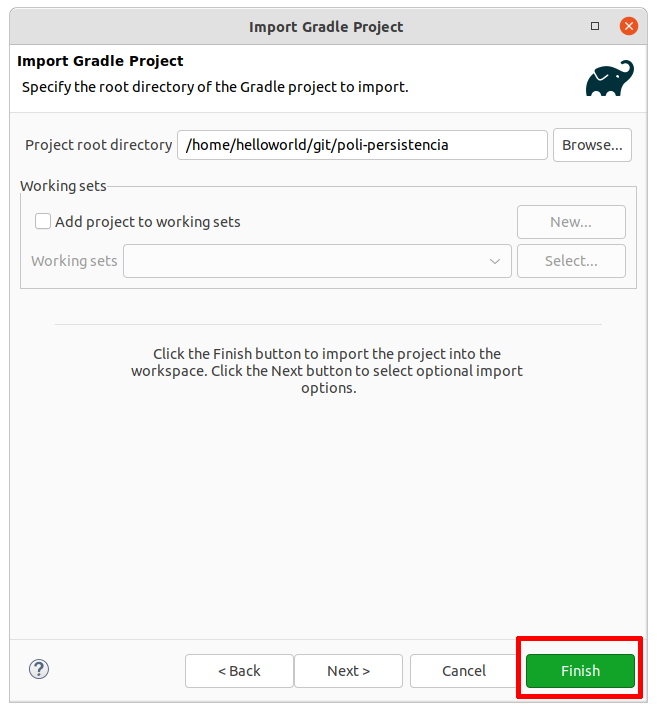 Import Gradle Project
Import Gradle Project
Specify the root directory of the Gradle project to import.
Project root directory /home/helloworld/git/poli-persistencia Browse...
Working sets
Add project to working sets New...
Working sets Select...
Click the Finish button to import the project into the
workspace. Click the Next button to select optional import
options.
? < Back Next > Cancel Finish